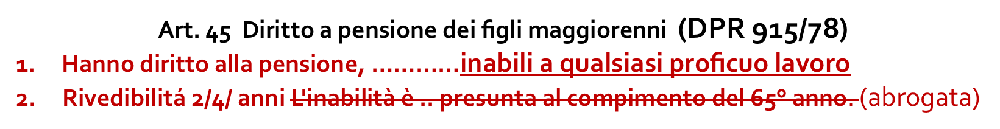 Art. 45 Diritto a pensione dei figli maggiorenni (DPR 915/78)
1. Hanno diritto alla pensione, ............inabili a qualsiasi proficuo lavoro
2. Rivedibilitá 2/4/ anni L'inabilità è .. presunta al compimento del 65° anno. (abrogata)